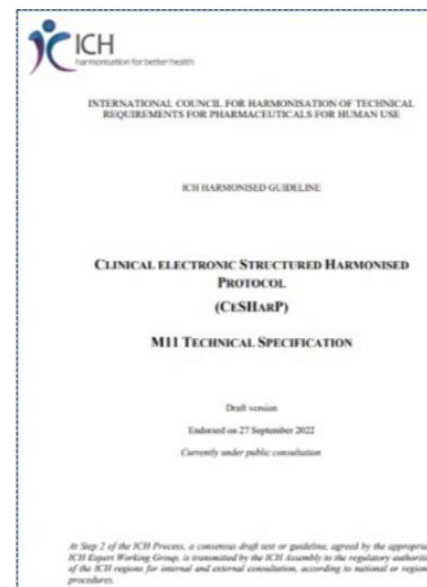 ICH
harmonisation for better health
INTERNATIONAL COUNCIL FOR HARMONISATION OF TECHNICAL
REQUIREMENTS FOR PHARMACEUTICALS FOR HUMAN USE
ICH HARMONISED GUIDELINE
CLINICAL ELECTRONIC STRUCTURED HARMONISED
PROTOCOL
(CESHARP)
M11 TECHNICAL SPECIFICATION
Draft version
Endorsed on 27 September 2022
Currently under public consultation
At Step 2 of the ICH Process, a consensus draft text or guideline, agreed by the appropria
ICH Expert Working Group, is transmitted by the ICH Assembly to the regulatory authoriti
of the ICH regions for internal and external consultation, according to national or region
procedures.